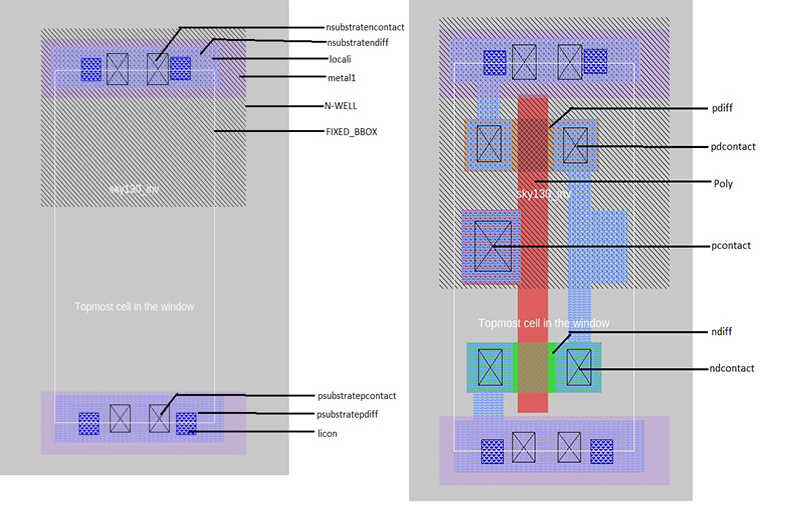 nsubstratencontact
nsubstratendiff
locali
metal1
N-WELL
FIXED_BBOX
sky130_inv
Topmost cell in the window
psubstratepcontact
psubstratepdiff
licon
pdiff
pdcontact
Poly
sky130_inv
pcontact
Topmost cell in the window
ndiff
ndcontact